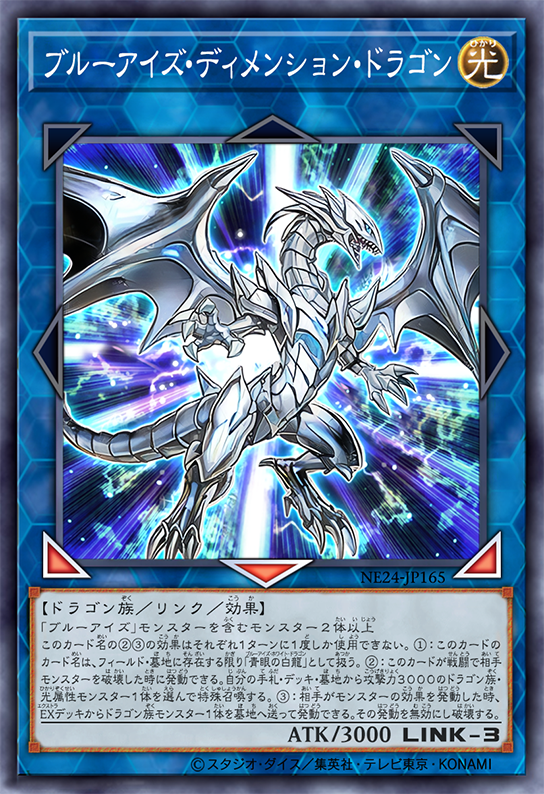 ブルーアイズ・ディメンション・ドラゴン
光
NE24-JP165
【ドラゴン族／リンク／効果】
「ブルーアイズ」モンスターを含むモンスター２体以上
このカード名の②③の効果はそれぞれ１ターンに１度しか使用できない。①：このカードの
カード名は、フィールド・墓地に存在する限り「青眼の白龍」として扱う。②：このカードが戦闘で相手
モンスターを破壊した時に発動できる。自分の手札・デッキ・墓地から攻撃力３０００のドラゴン族・
光属性モンスター１体を選んで特殊召喚する。③：相手がモンスターの効果を発動した時、
EXデッキからドラゴン族モンスター１体を墓地へ送って発動できる。その発動を無効にし破壊する。
ATK/3000 LINK-3
©スタジオ・ダイス／集英社・テレビ東京・KONAMI